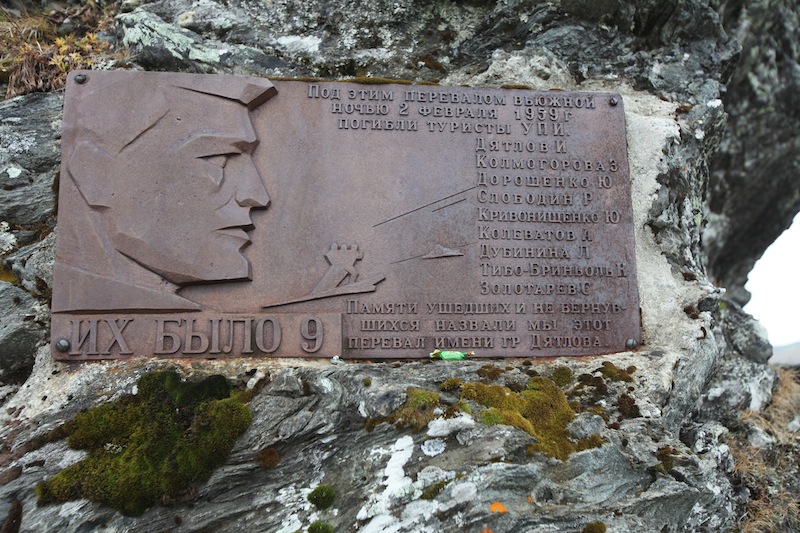 Под этим перевалом вьюжной
ночью 2 февраля 1959 г
погибли туристы УПИ.
Дятлов И
Колмогорова З
Дорошенко Ю
Слободин Р
Кривонищенко Ю
Колеватов А
Дубинина Л
Тибо-Бриньоль Н
Золотарев С
Их было 9
Памяти ушедших и не вернув-
шихся назвали мы этот
перевал имени гр Дятлова.